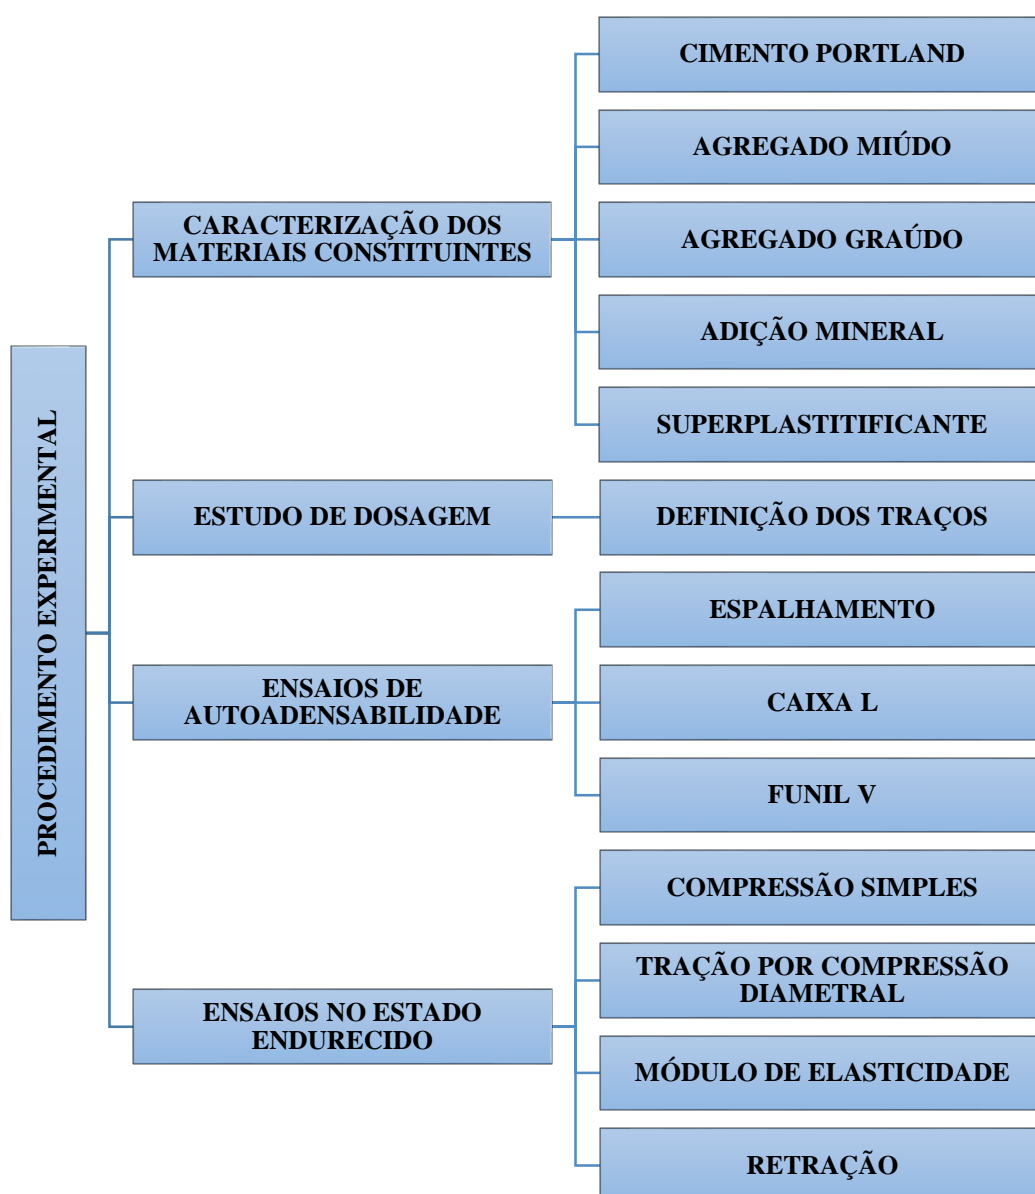 PROCEDIMENTO EXPERIMENTAL
CARACTERIZAÇÃO DOS
MATERIAIS CONSTITUINTES
CIMENTO PORTLAND
AGREGADO MIÚDO
AGREGADO GRAÚDO
ADIÇÃO MINERAL
SUPERPLASTITIFICANTE
ESTUDO DE DOSAGEM
DEFINIÇÃO DOS TRAÇOS
ENSAIOS DE
AUTOADENSABILIDADE
ESPALHAMENTO
CAIXA L
FUNIL V
ENSAIOS NO ESTADO
ENDURECIDO
COMPRESSÃO SIMPLES
TRAÇÃO POR COMPRESSÃO
DIAMETRAL
MÓDULO DE ELASTICIDADE
RETRAÇÃO